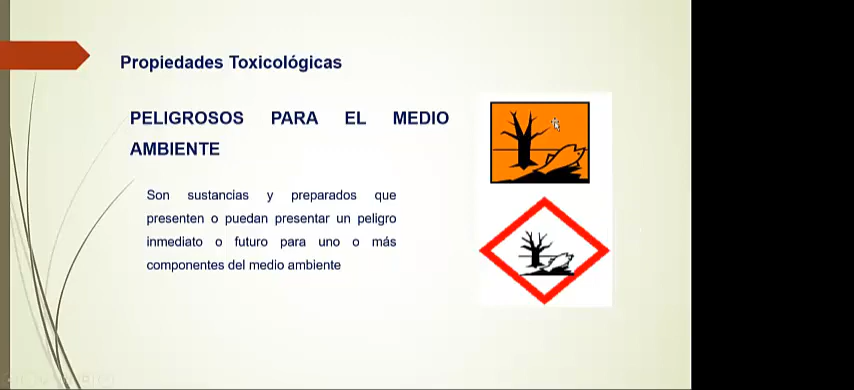 Propiedades Toxicológicas
PELIGROSOS PARA EL MEDIO
AMBIENTE
Son sustancias y preparados que
presenten o puedan presentar un peligro
inmediato o futuro para uno o más
componentes del medio ambiente